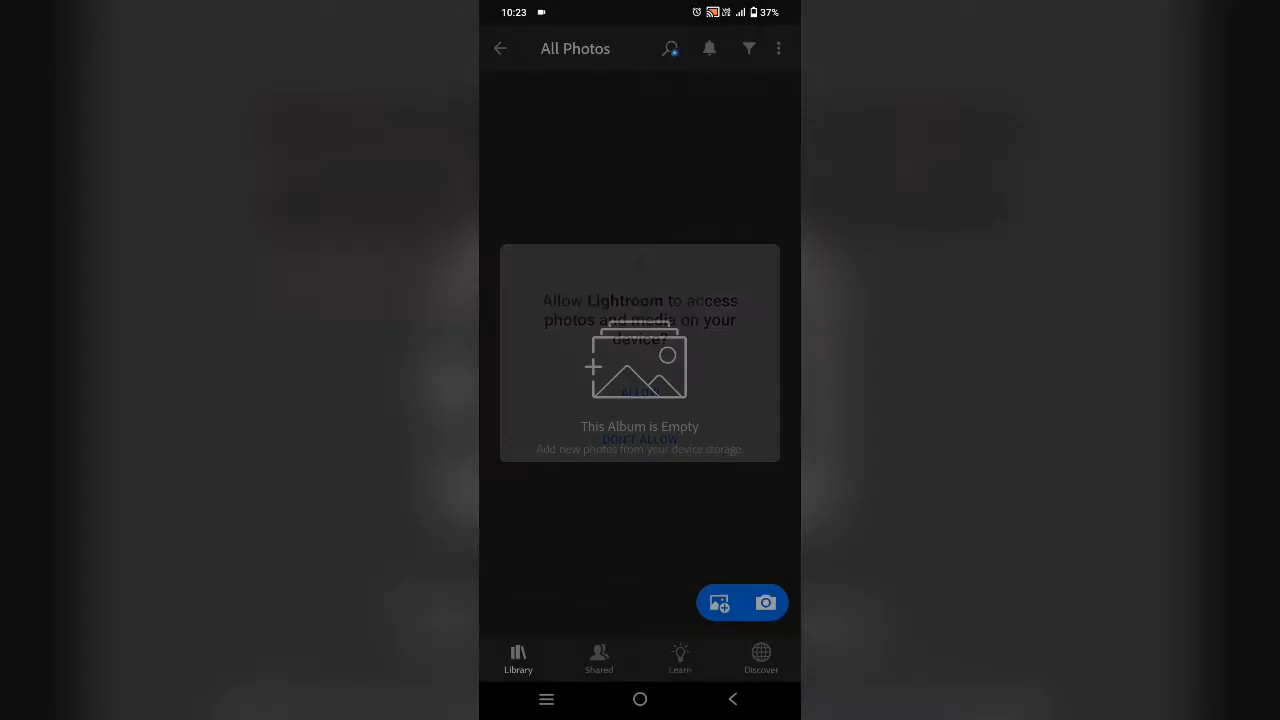 10:23
37%
All Photos
Allow Lightroom to access
photos and media on your
device?
ALLOW
This Album is Empty
DON'T ALLOW
Add new photos from your device storage
Library
Shared
Learn
Discover